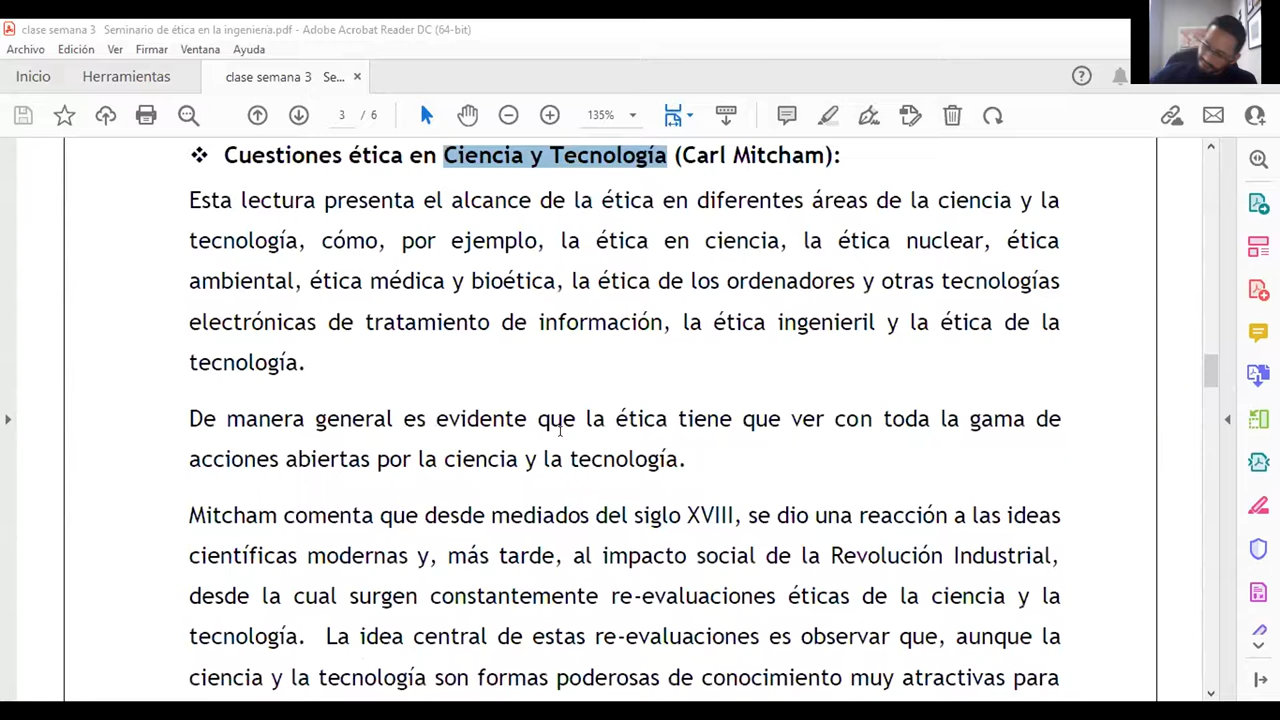 clase semana 3 Seminario de ética en la ingeniería.pdf - Adobe Acrobat Reader DC (64-bit)
Archivo Edición Ver Firmar Ventana Ayuda
Inicio Herramientas clase semana 3 Se... ×
3 / 6 135%
❖ Cuestiones ética en Ciencia y Tecnología (Carl Mitcham):
Esta lectura presenta el alcance de la ética en diferentes áreas de la ciencia y la
tecnología, cómo, por ejemplo, la ética en ciencia, la ética nuclear, ética
ambiental, ética médica y bioética, la ética de los ordenadores y otras tecnologías
electrónicas de tratamiento de información, la ética ingenieril y la ética de la
tecnología.
De manera general es evidente que la ética tiene que ver con toda la gama de
acciones abiertas por la ciencia y la tecnología.
Mitcham comenta que desde mediados del siglo XVIII, se dio una reacción a las ideas
científicas modernas y, más tarde, al impacto social de la Revolución Industrial,
desde la cual surgen constantemente re-evaluaciones éticas de la ciencia y la
tecnología. La idea central de estas re-evaluaciones es observar que, aunque la
ciencia y la tecnología son formas poderosas de conocimiento muy atractivas para